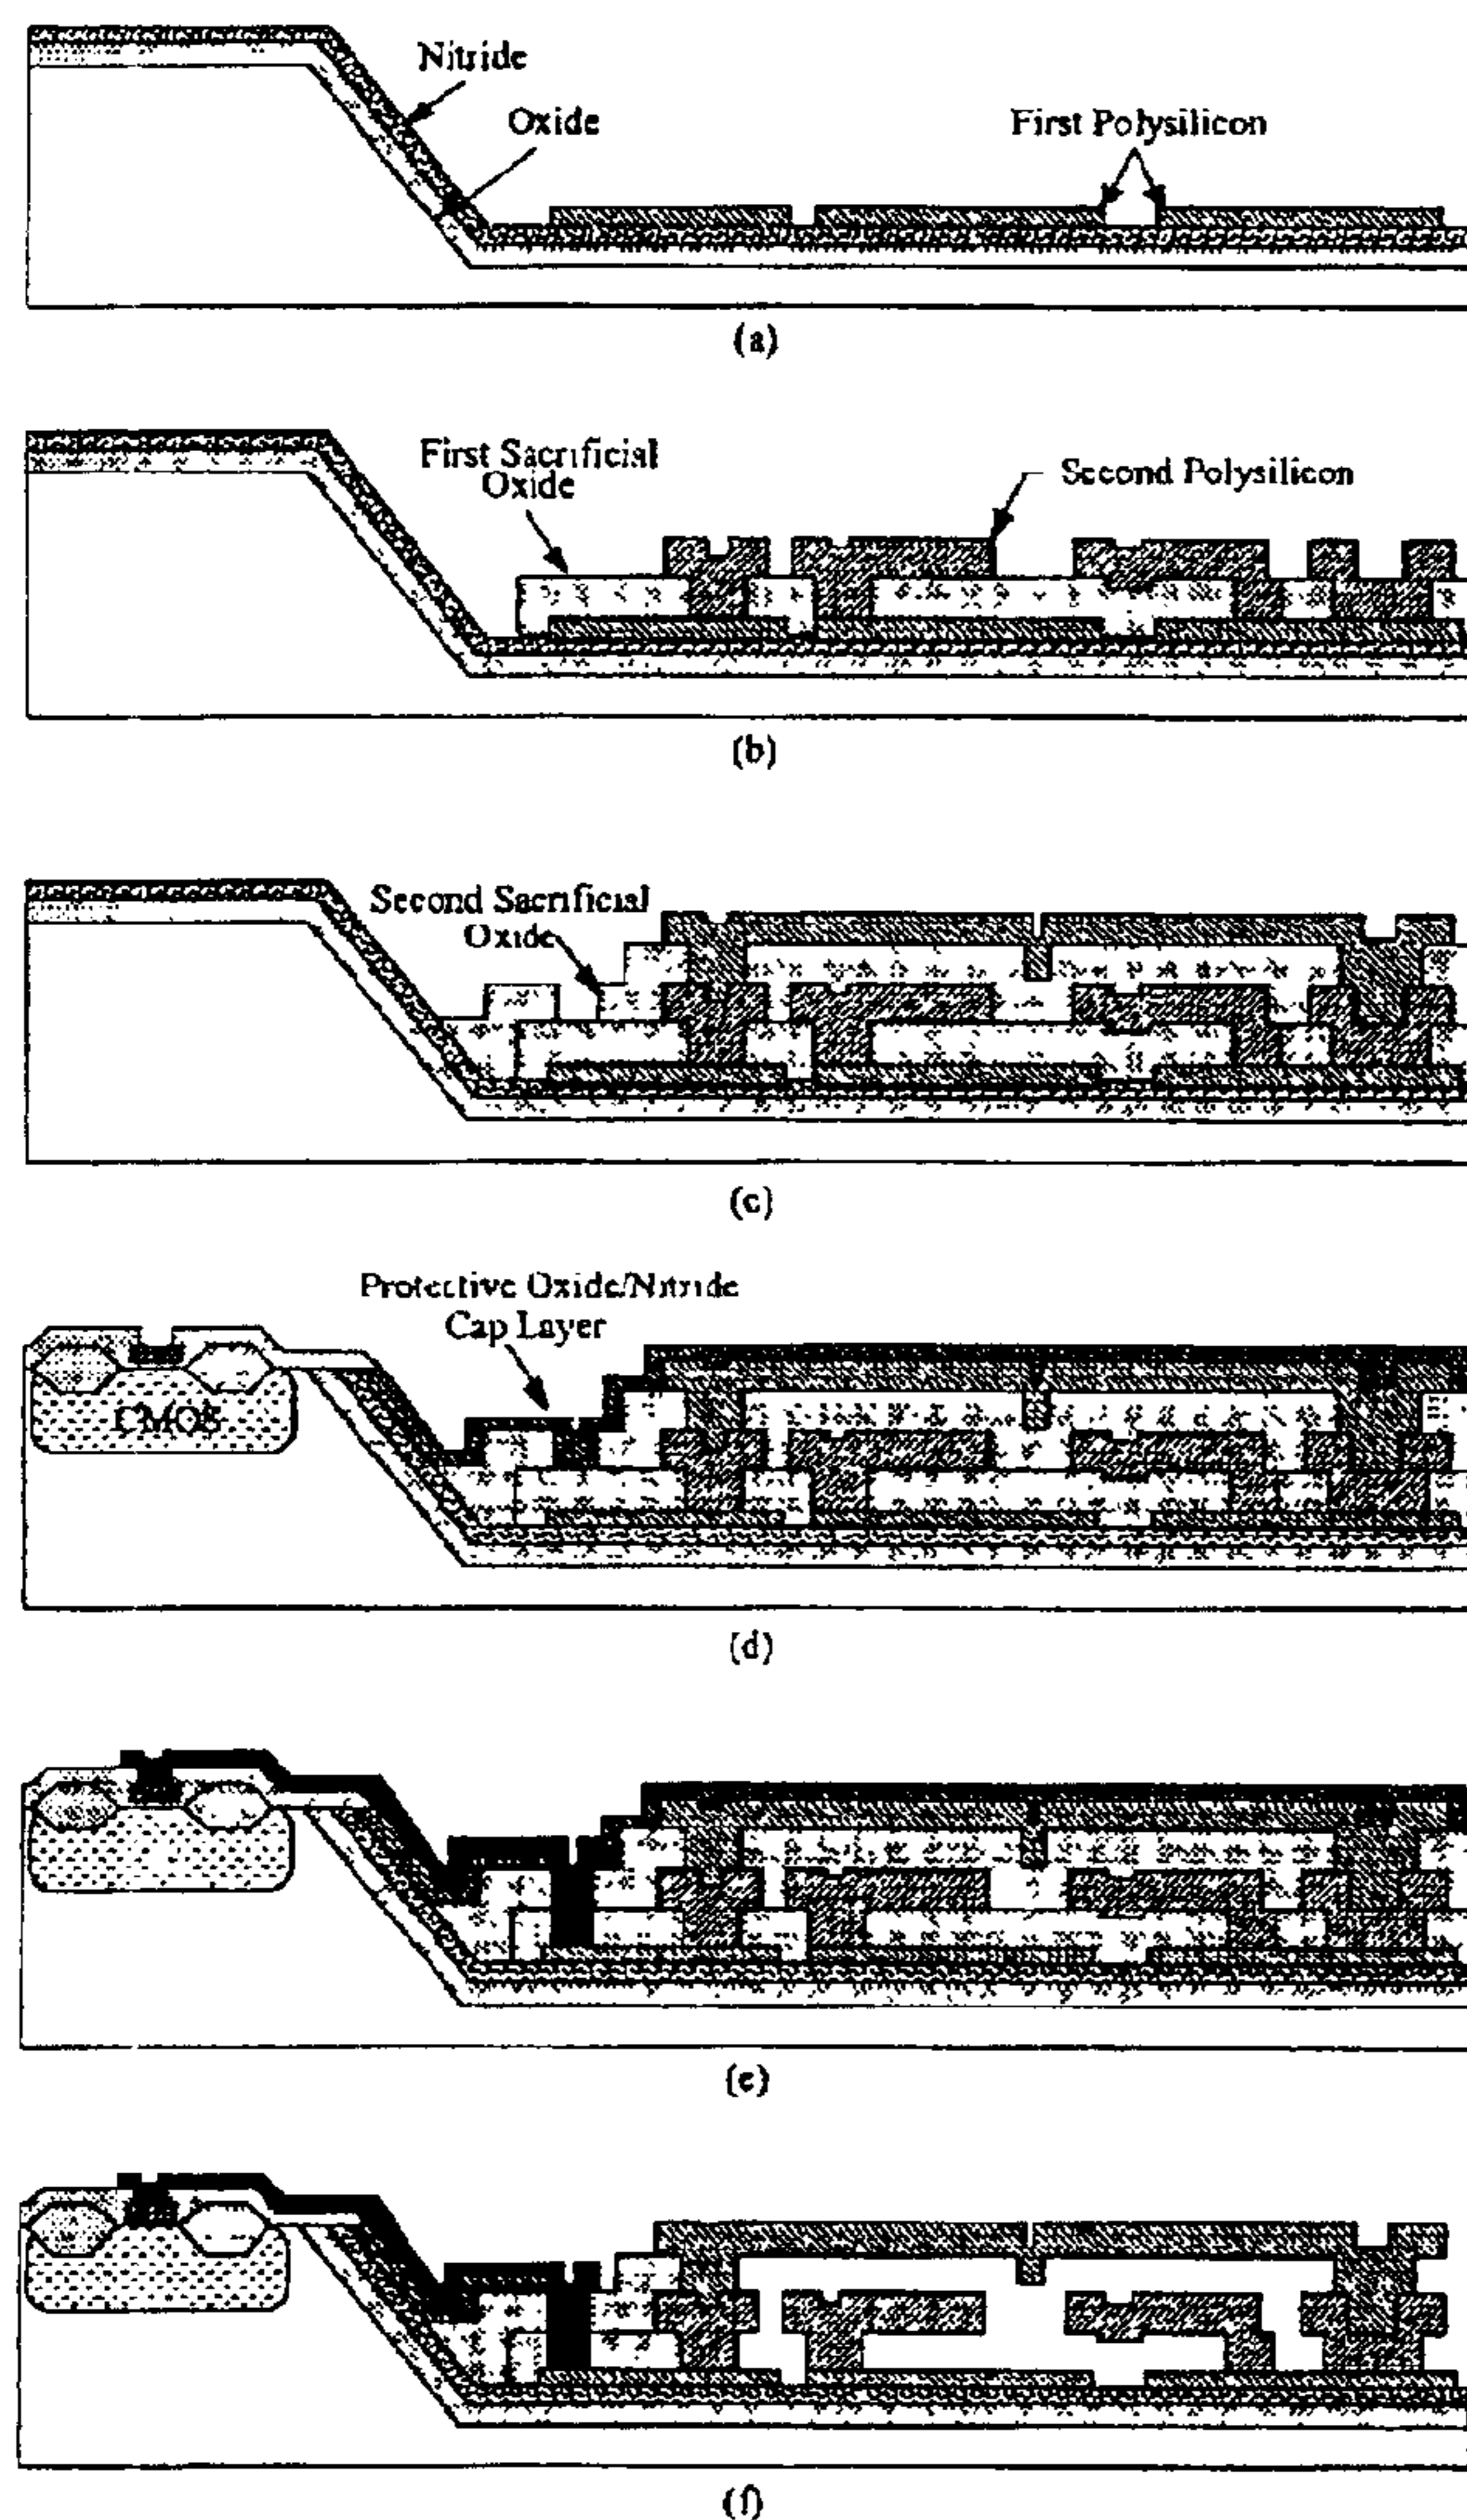 Nitride
Oxide
First Polysilicon
(a)
First Sacrificial
Oxide
Second Polysilicon
(b)
Second Sacrificial
Oxide
(c)
Protective Oxide/Nitride
Cap Layer
CMOS
(d)
(e)
(f)